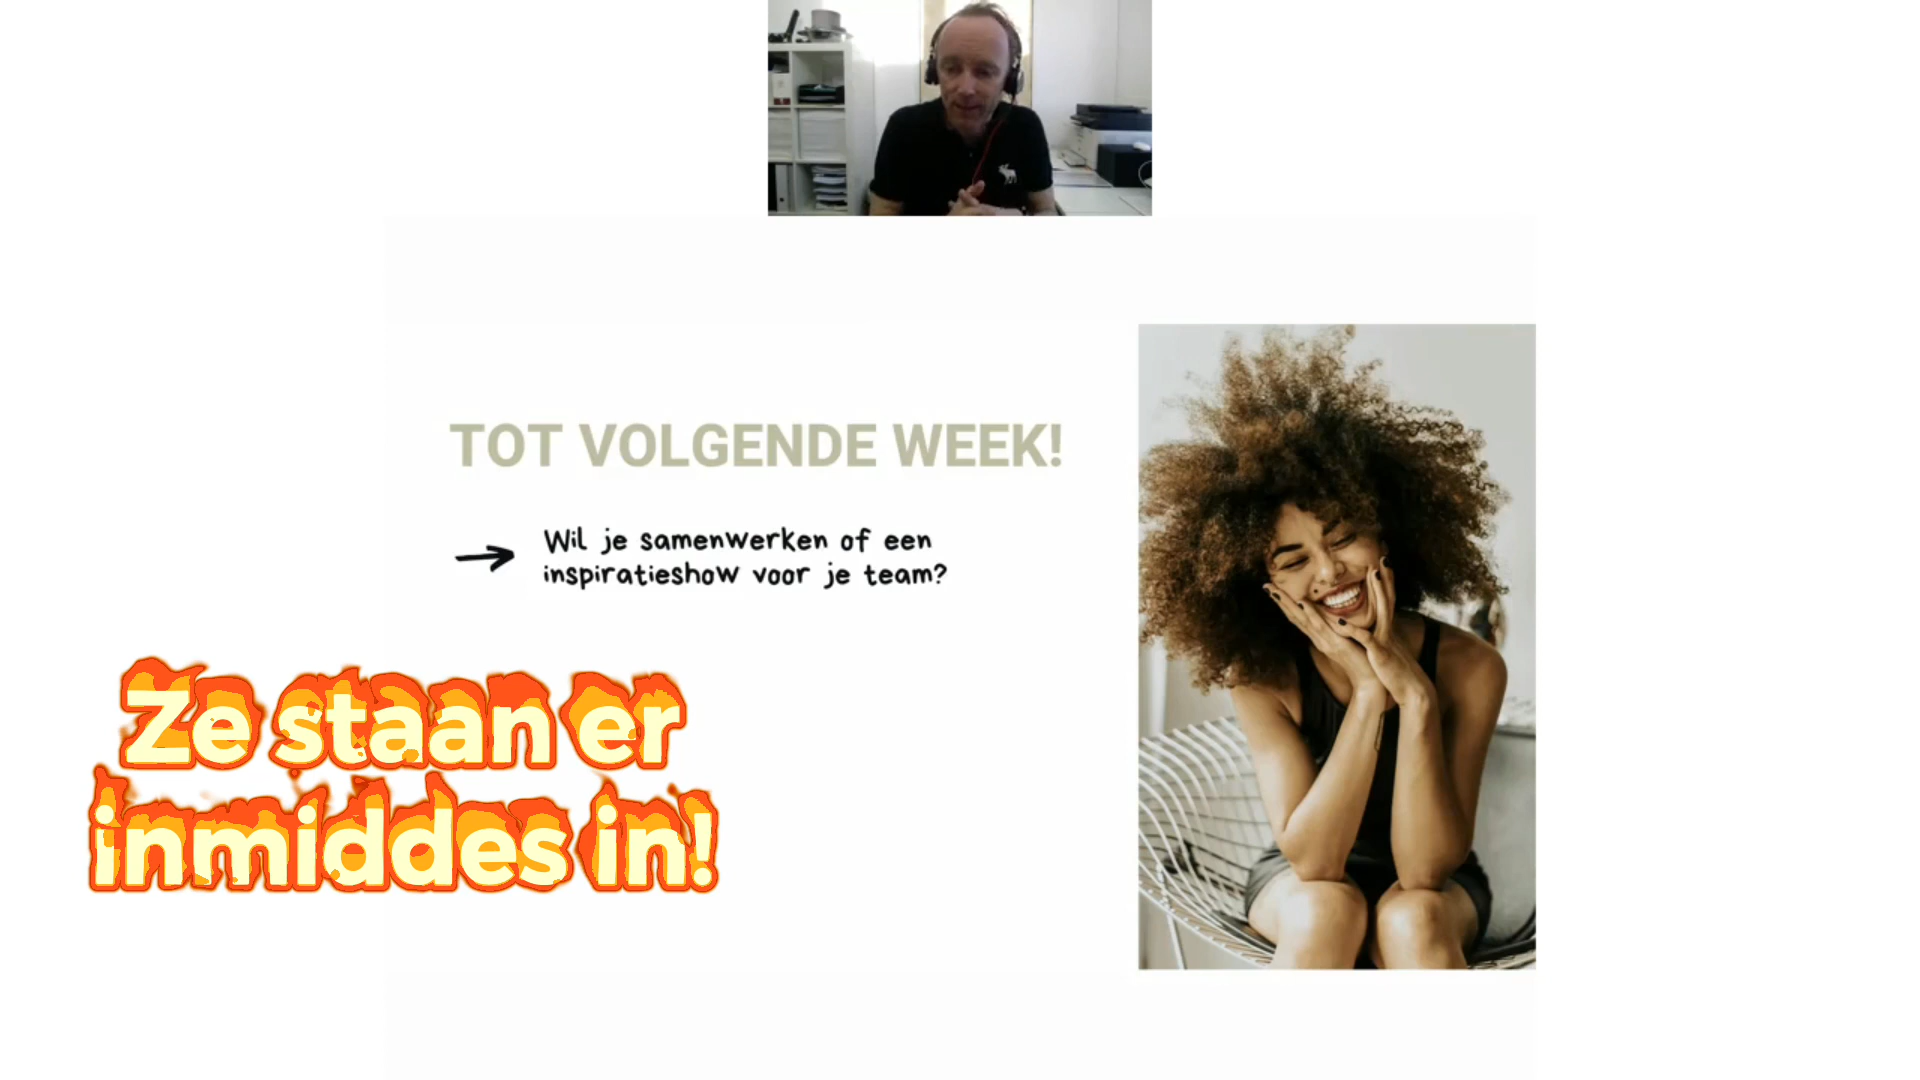 TOT VOLGENDE WEEK!
Wil je samenwerken of een
inspiratieshow voor je team?
Ze staan er
inmiddes in!